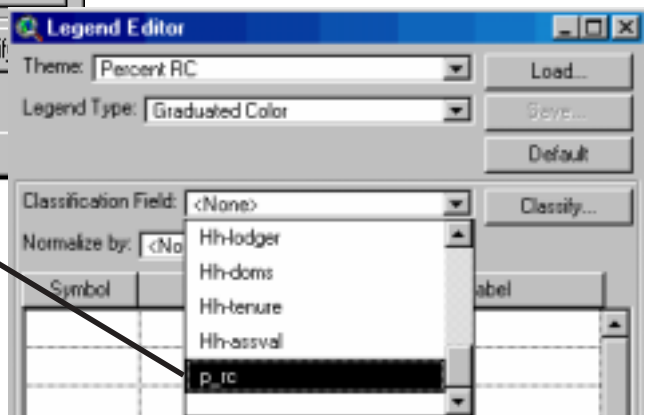 Legend Editor
Theme: Percent RC Load...
Legend Type: Graduated Color Save...
Default
Classification Field: <None> Classify...
Normalize by: <No
Hh-lodger
Hh-doms
Symbol abel
Hh-tenure
Hh-assval
p_rc